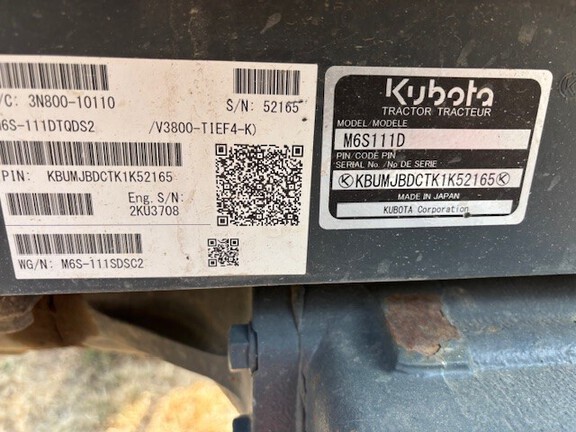 /C: 3N800-10110
S/N: 52165
M6S-111DTQDS2 /V3800-TIEF4-K)
PIN: KBUMJBDCTK1K52165
Eng. S/N:
2KU3708
WG/N: M6S-111SDSC2
Kubota
TRACTOR TRACTEUR
MODEL/MODELE
M6S111D
PIN/CODE PIN
SERIAL No. /No DE SERIE
KBUMJBDCTK1K52165
MADE IN JAPAN
KUBOTA Corporation